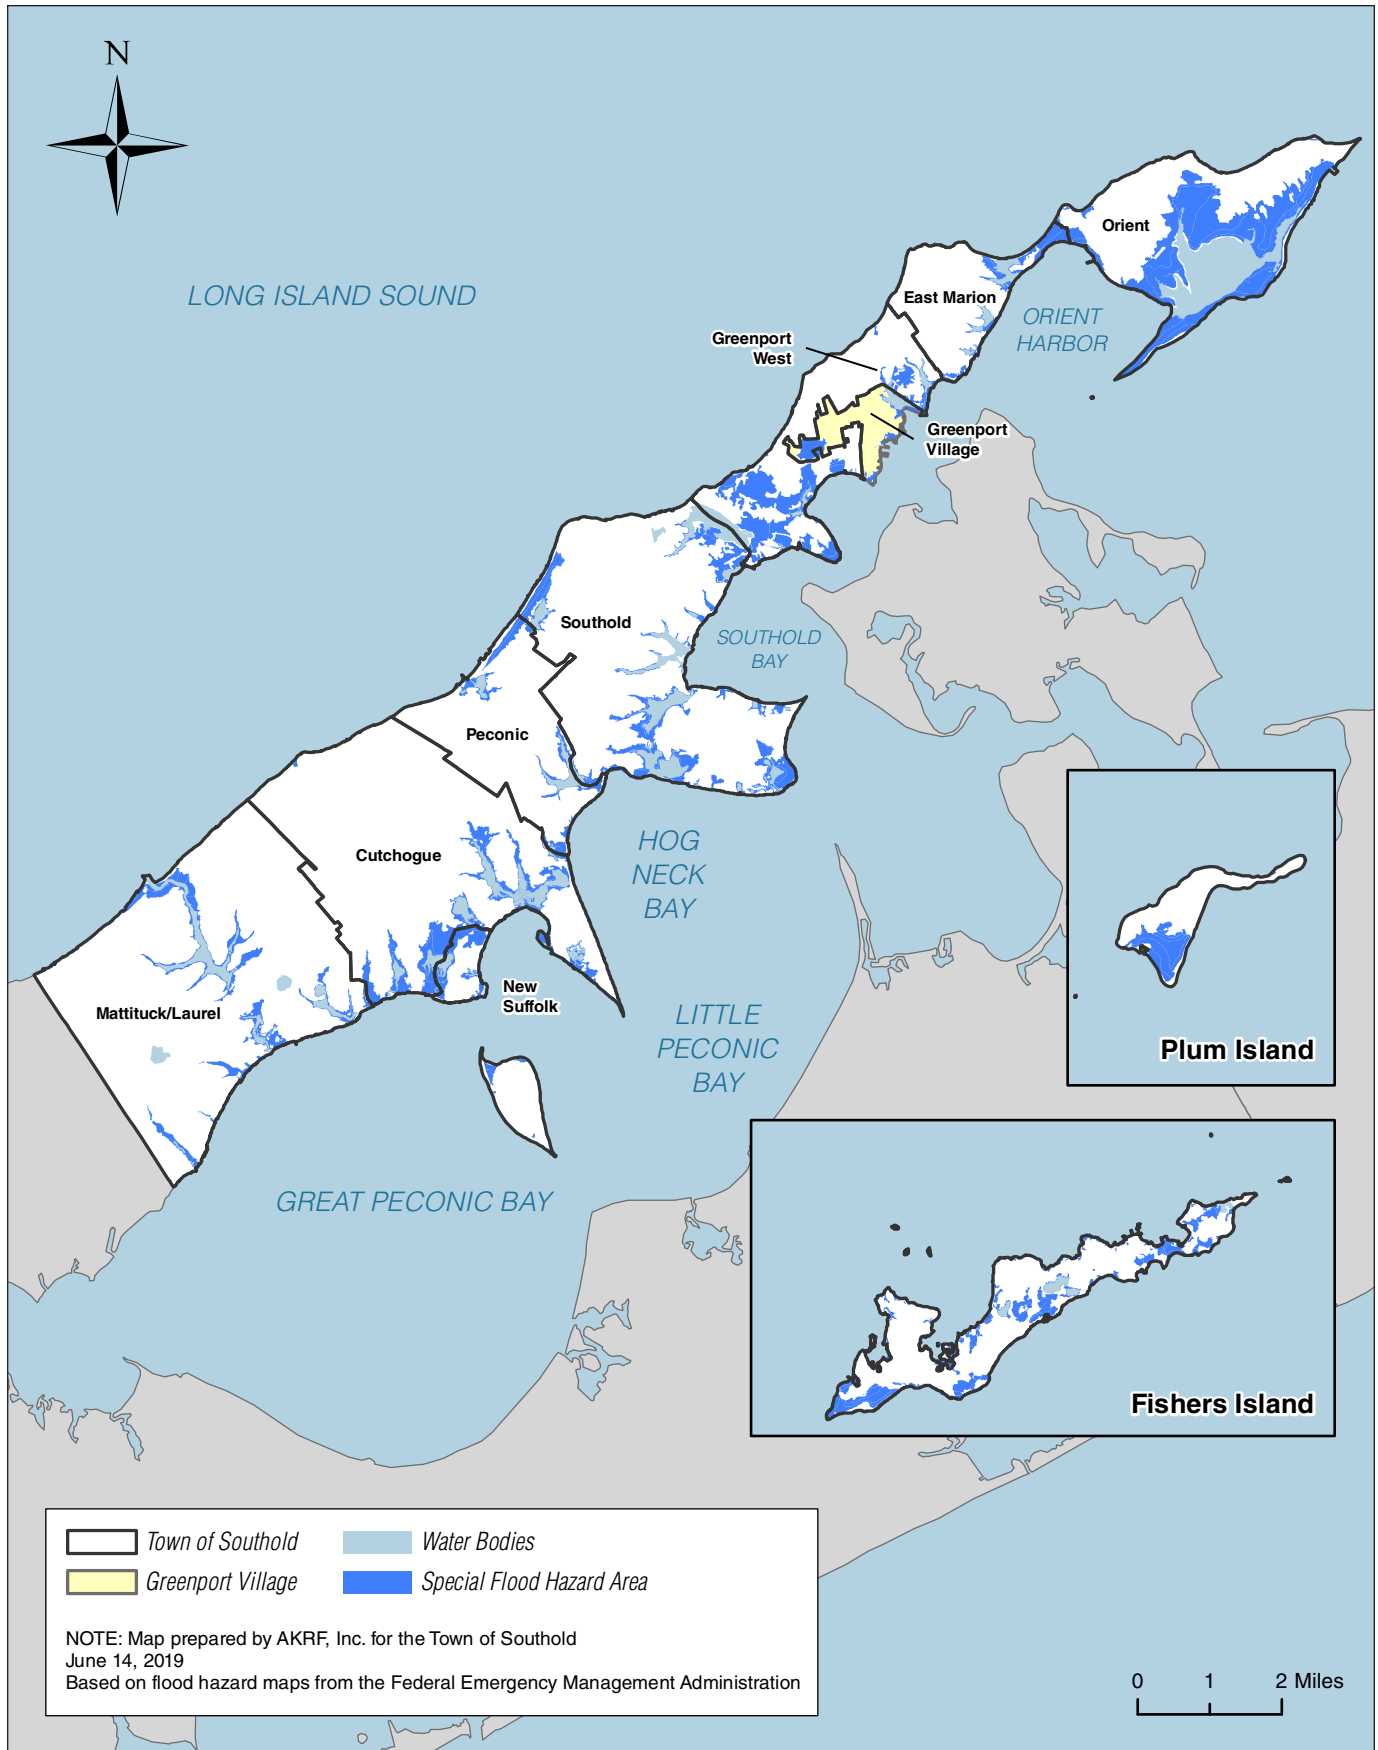 N
Orient
LONG ISLAND SOUND
East Marion
ORIENT
HARBOR
Greenport
West
Greenport
Village
Southold
SOUTHOLD
BAY
Peconic
HOG
NECK
BAY
Cutchogue
New
Suffolk
Mattituck/Laurel
LITTLE
PECONIC
BAY
Plum Island
GREAT PECONIC BAY
Fishers Island
Town of Southold
Water Bodies
Greenport Village
Special Flood Hazard Area
NOTE: Map prepared by AKRF, Inc. for the Town of Southold
June 14, 2019
Based on flood hazard maps from the Federal Emergency Management Administration
0 1 2 Miles